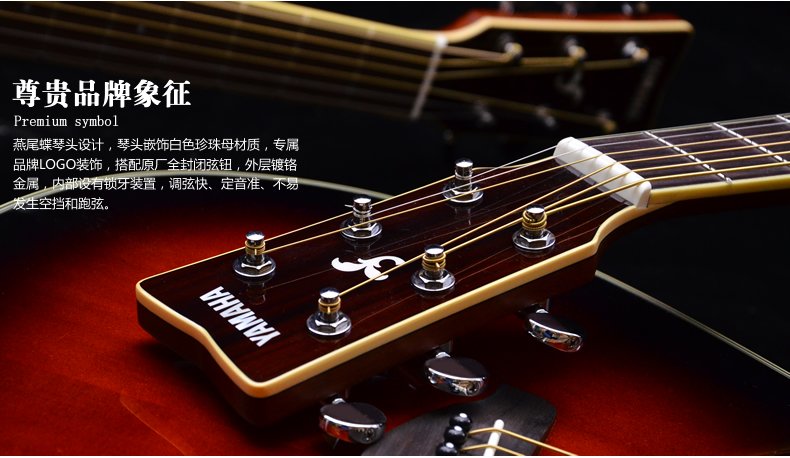 尊贵品牌象征
Premium symbol
燕尾蝶琴头设计，琴头嵌饰白色珍珠母材质，专属
品牌LOGO装饰，搭配原厂全封闭弦钮，外层镀铬
金属，内部设有锁牙装置，调弦快、定音准、不易
发生空挡和跑弦。
YAMAHA